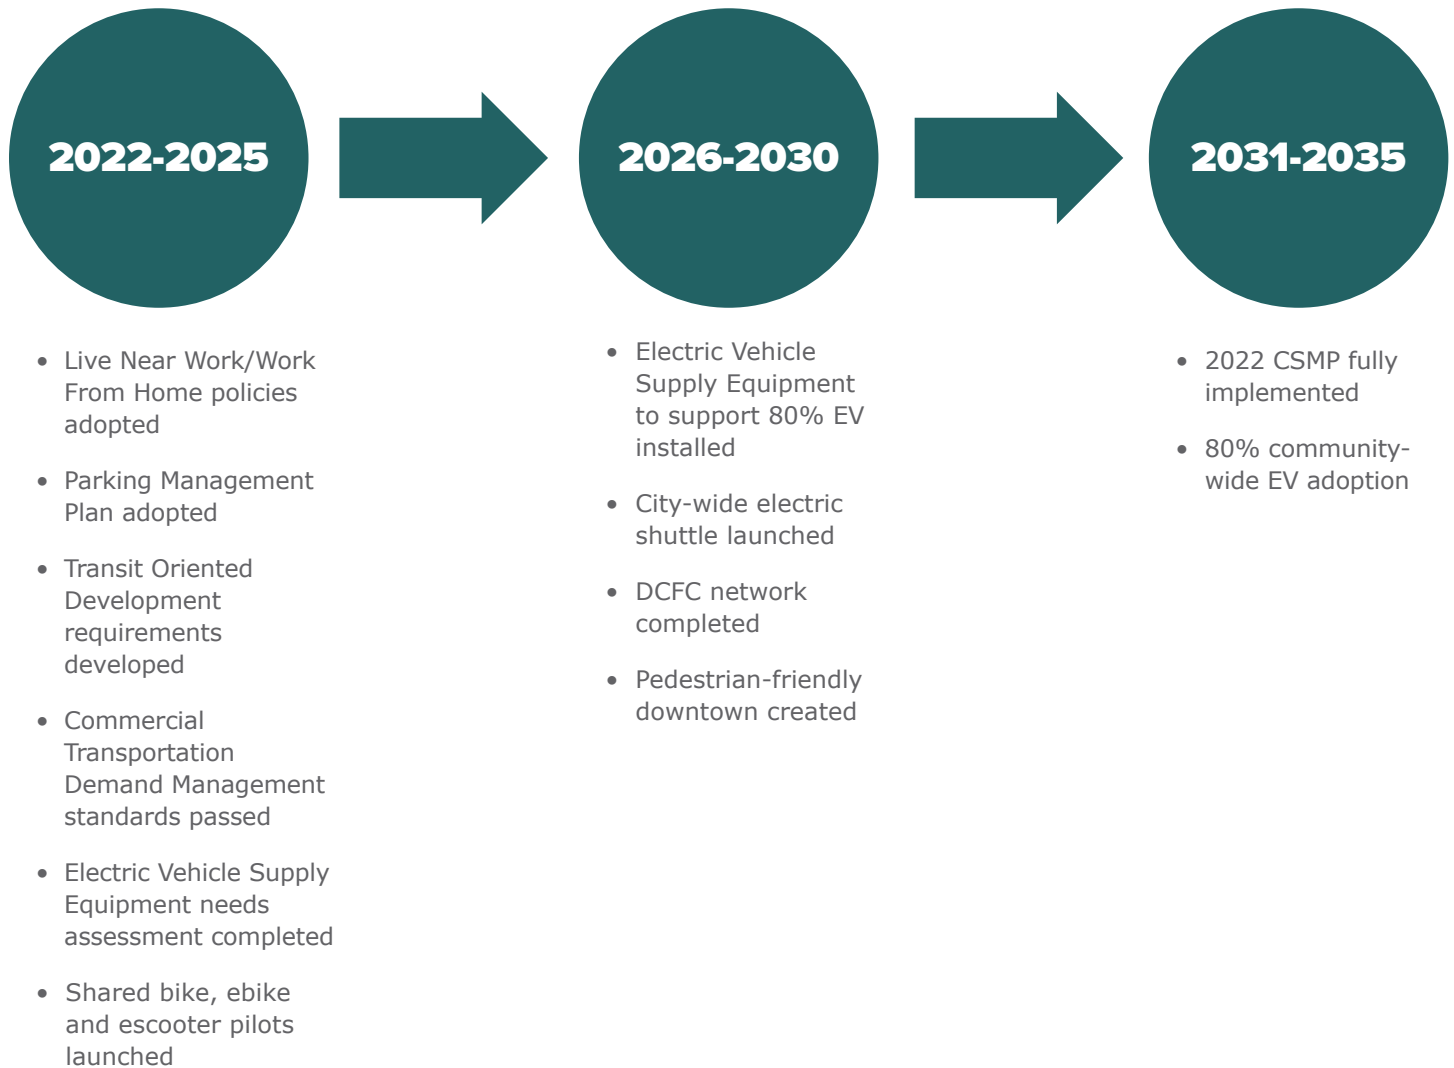 2022-2025
• Live Near Work/Work
From Home policies
adopted
• Parking Management
Plan adopted
• Transit Oriented
Development
requirements
developed
• Commercial
Transportation
Demand Management
standards passed
• Electric Vehicle Supply
Equipment needs
assessment completed
• Shared bike, ebike
and escooter pilots
launched
2026-2030
• Electric Vehicle
Supply Equipment
to support 80% EV
installed
• City-wide electric
shuttle launched
• DCFC network
completed
• Pedestrian-friendly
downtown created
2031-2035
• 2022 CSMP fully
implemented
• 80% community-
wide EV adoption